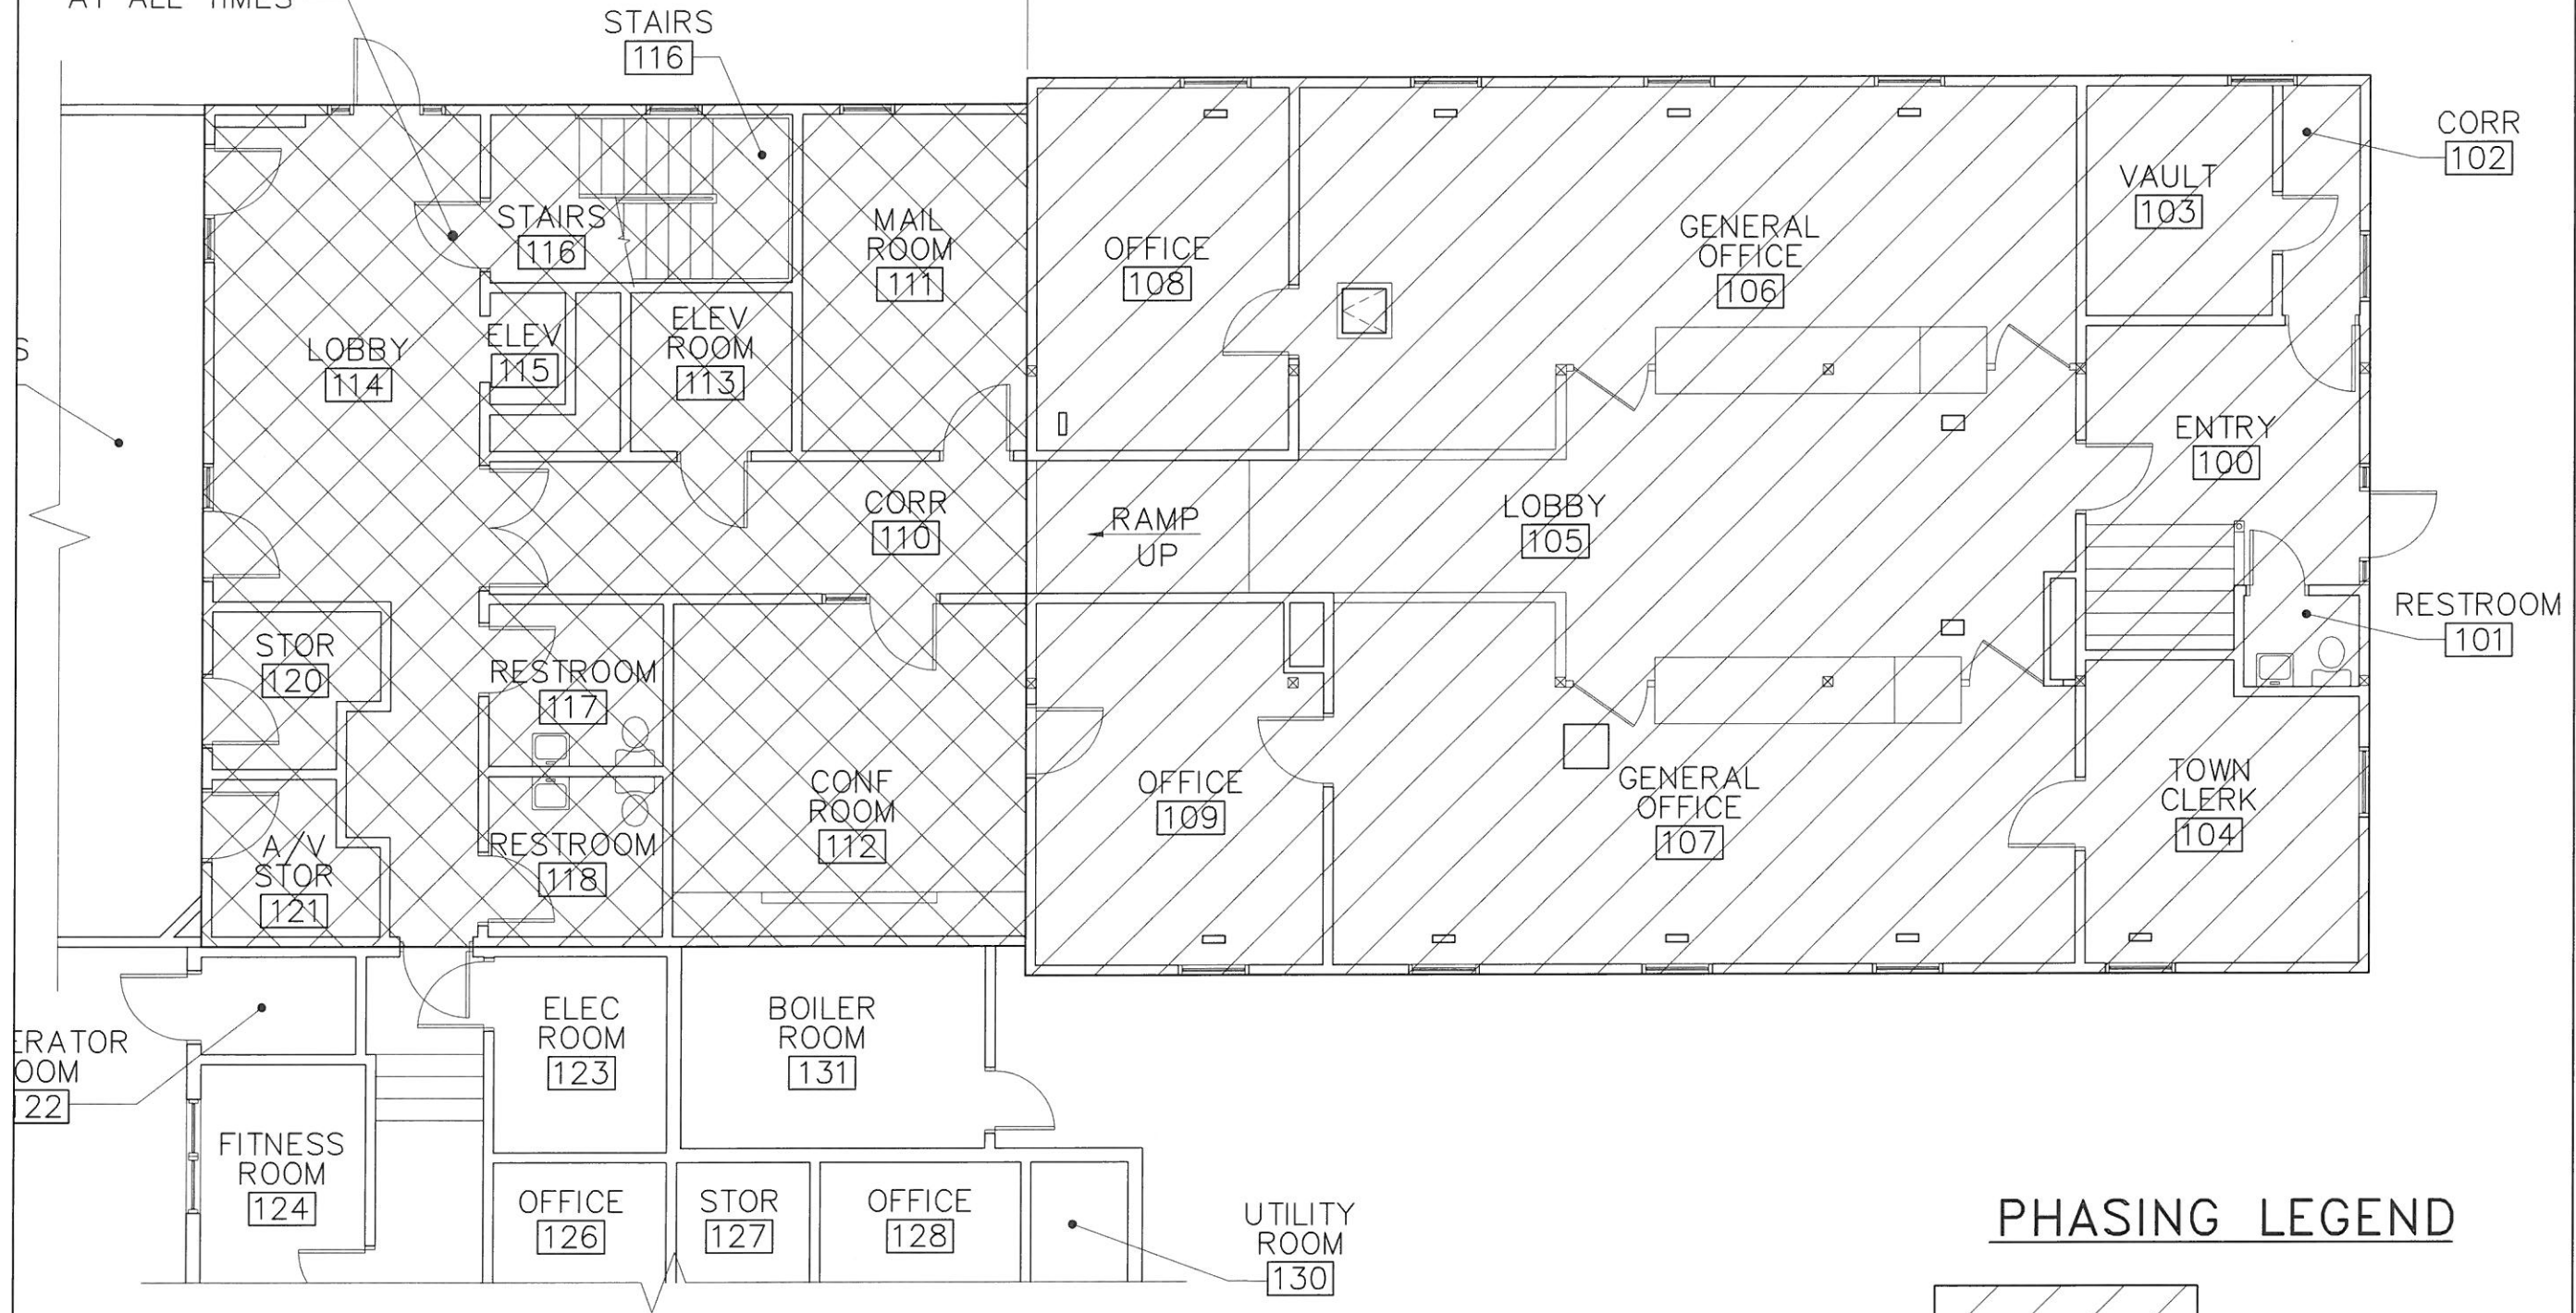 AT ALL TIMES
STAIRS
116
CORR
102
VAULT
103
STAIRS
116
MAIL
ROOM
111
OFFICE
108
GENERAL
OFFICE
106
LOBBY
114
ELEV
115
ELEV
ROOM
113
ENTRY
100
CORR
110
RAMP
UP
LOBBY
105
RESTROOM
101
STOR
120
RESTROOM
117
CONF
ROOM
112
OFFICE
109
GENERAL
OFFICE
107
TOWN
CLERK
104
A/V
STOR
121
RESTROOM
118
ERATOR
OOM
122
ELEC
ROOM
123
BOILER
ROOM
131
FITNESS
ROOM
124
OFFICE
126
STOR
127
OFFICE
128
UTILITY
ROOM
130
PHASING LEGEND